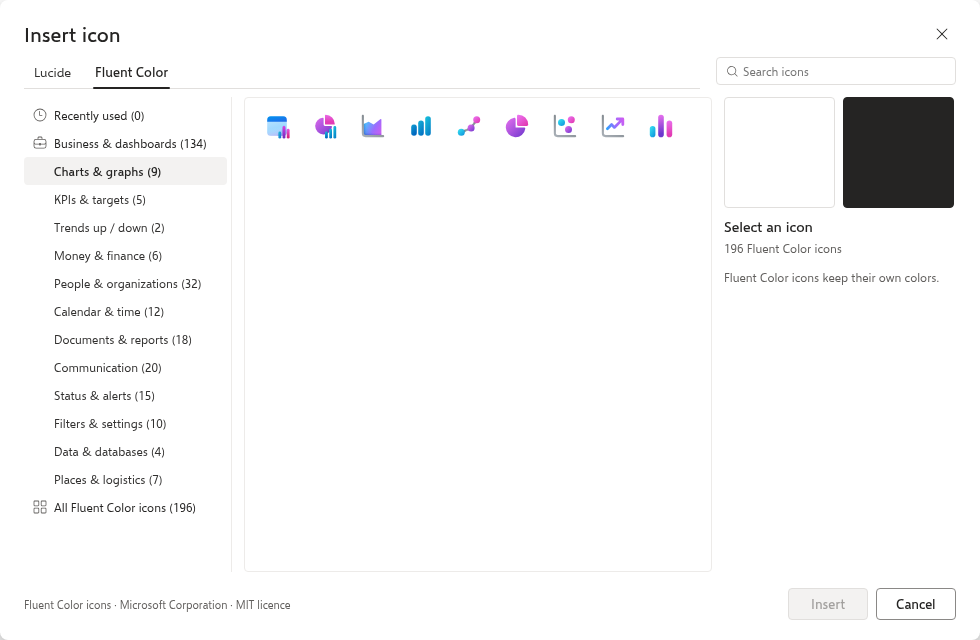 Insert icon
Lucide
Fluent Color
Search icons
Recently used (0)
Business & dashboards (134)
Charts & graphs (9)
KPIs & targets (5)
Trends up / down (2)
Money & finance (6)
People & organizations (32)
Calendar & time (12)
Documents & reports (18)
Communication (20)
Status & alerts (15)
Filters & settings (10)
Data & databases (4)
Places & logistics (7)
All Fluent Color icons (196)
Select an icon
196 Fluent Color icons
Fluent Color icons keep their own colors.
Fluent Color icons · Microsoft Corporation · MIT licence
Insert
Cancel